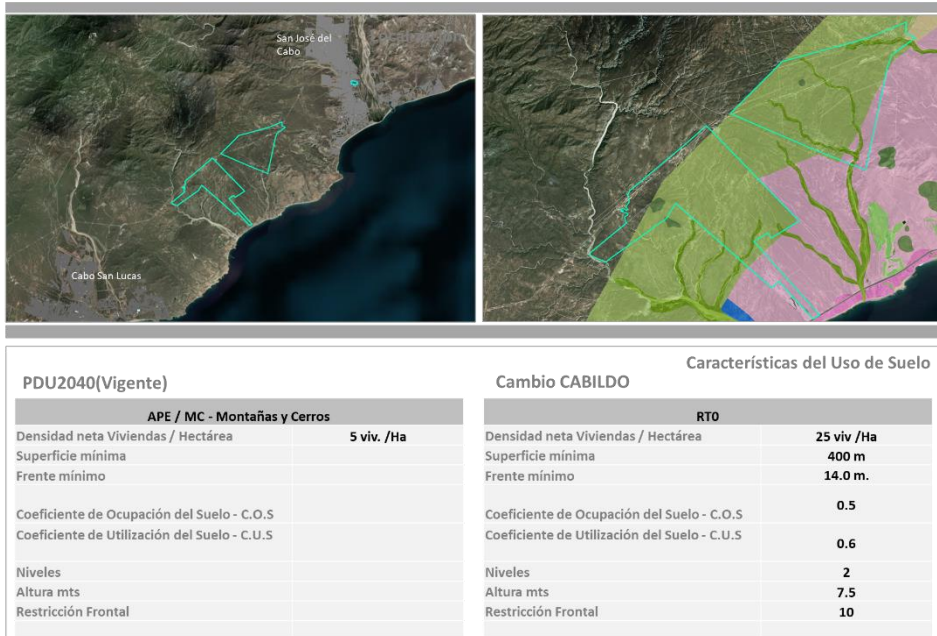 San José del
Cabo
Cabo San Lucas
Características del Uso de Suelo
PDU2040(Vigente)
Cambio CABILDO
APE / MC - Montañas y Cerros
Densidad neta Viviendas / Hectárea 5 viv. /Ha
Superficie mínima
Frente mínimo
Coeficiente de Ocupación del Suelo - C.O.S
Coeficiente de Utilización del Suelo - C.U.S
Niveles
Altura mts
Restricción Frontal
RT0
Densidad neta Viviendas / Hectárea 25 viv /Ha
Superficie mínima 400 m
Frente mínimo 14.0 m.
Coeficiente de Ocupación del Suelo - C.O.S 0.5
Coeficiente de Utilización del Suelo - C.U.S 0.6
Niveles 2
Altura mts 7.5
Restricción Frontal 10